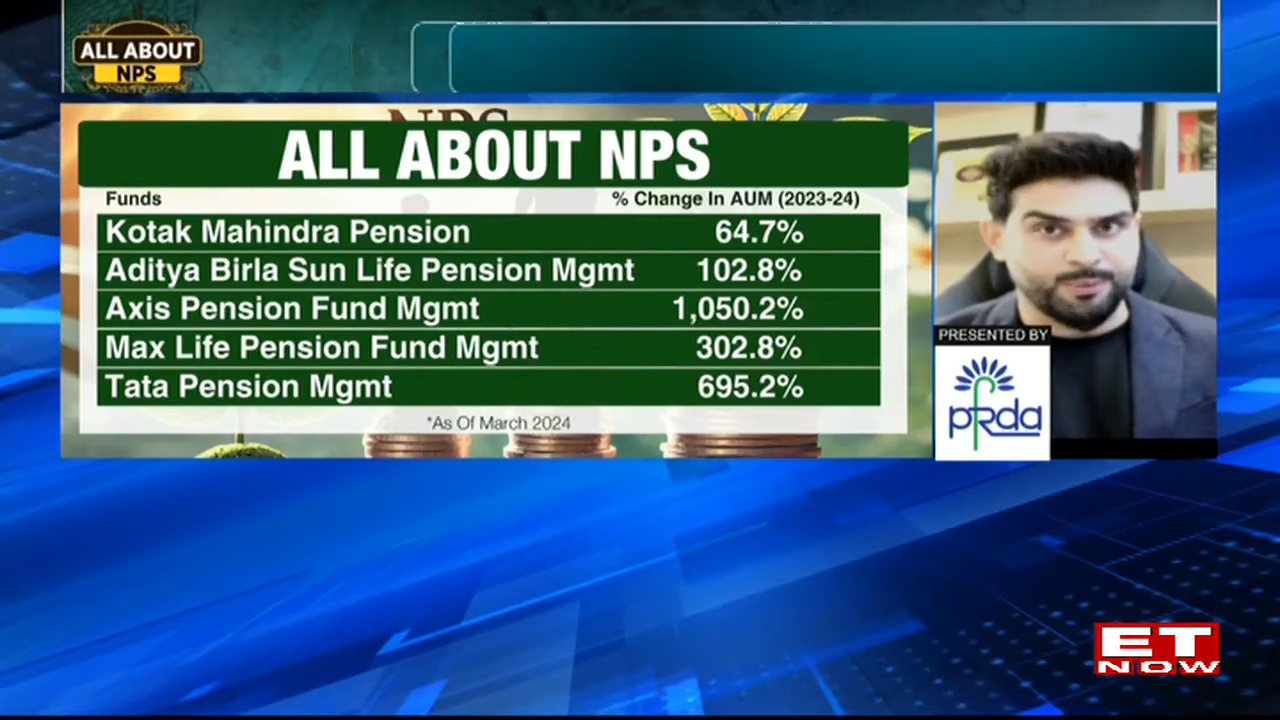 ALL ABOUT
NPS
NPS
ALL ABOUT NPS
Funds % Change In AUM (2023-24)
Kotak Mahindra Pension 64.7%
Aditya Birla Sun Life Pension Mgmt 102.8%
Axis Pension Fund Mgmt 1,050.2%
Max Life Pension Fund Mgmt 302.8%
Tata Pension Mgmt 695.2%
*As Of March 2024
PRESENTED BY
pfrda
ET
NOW